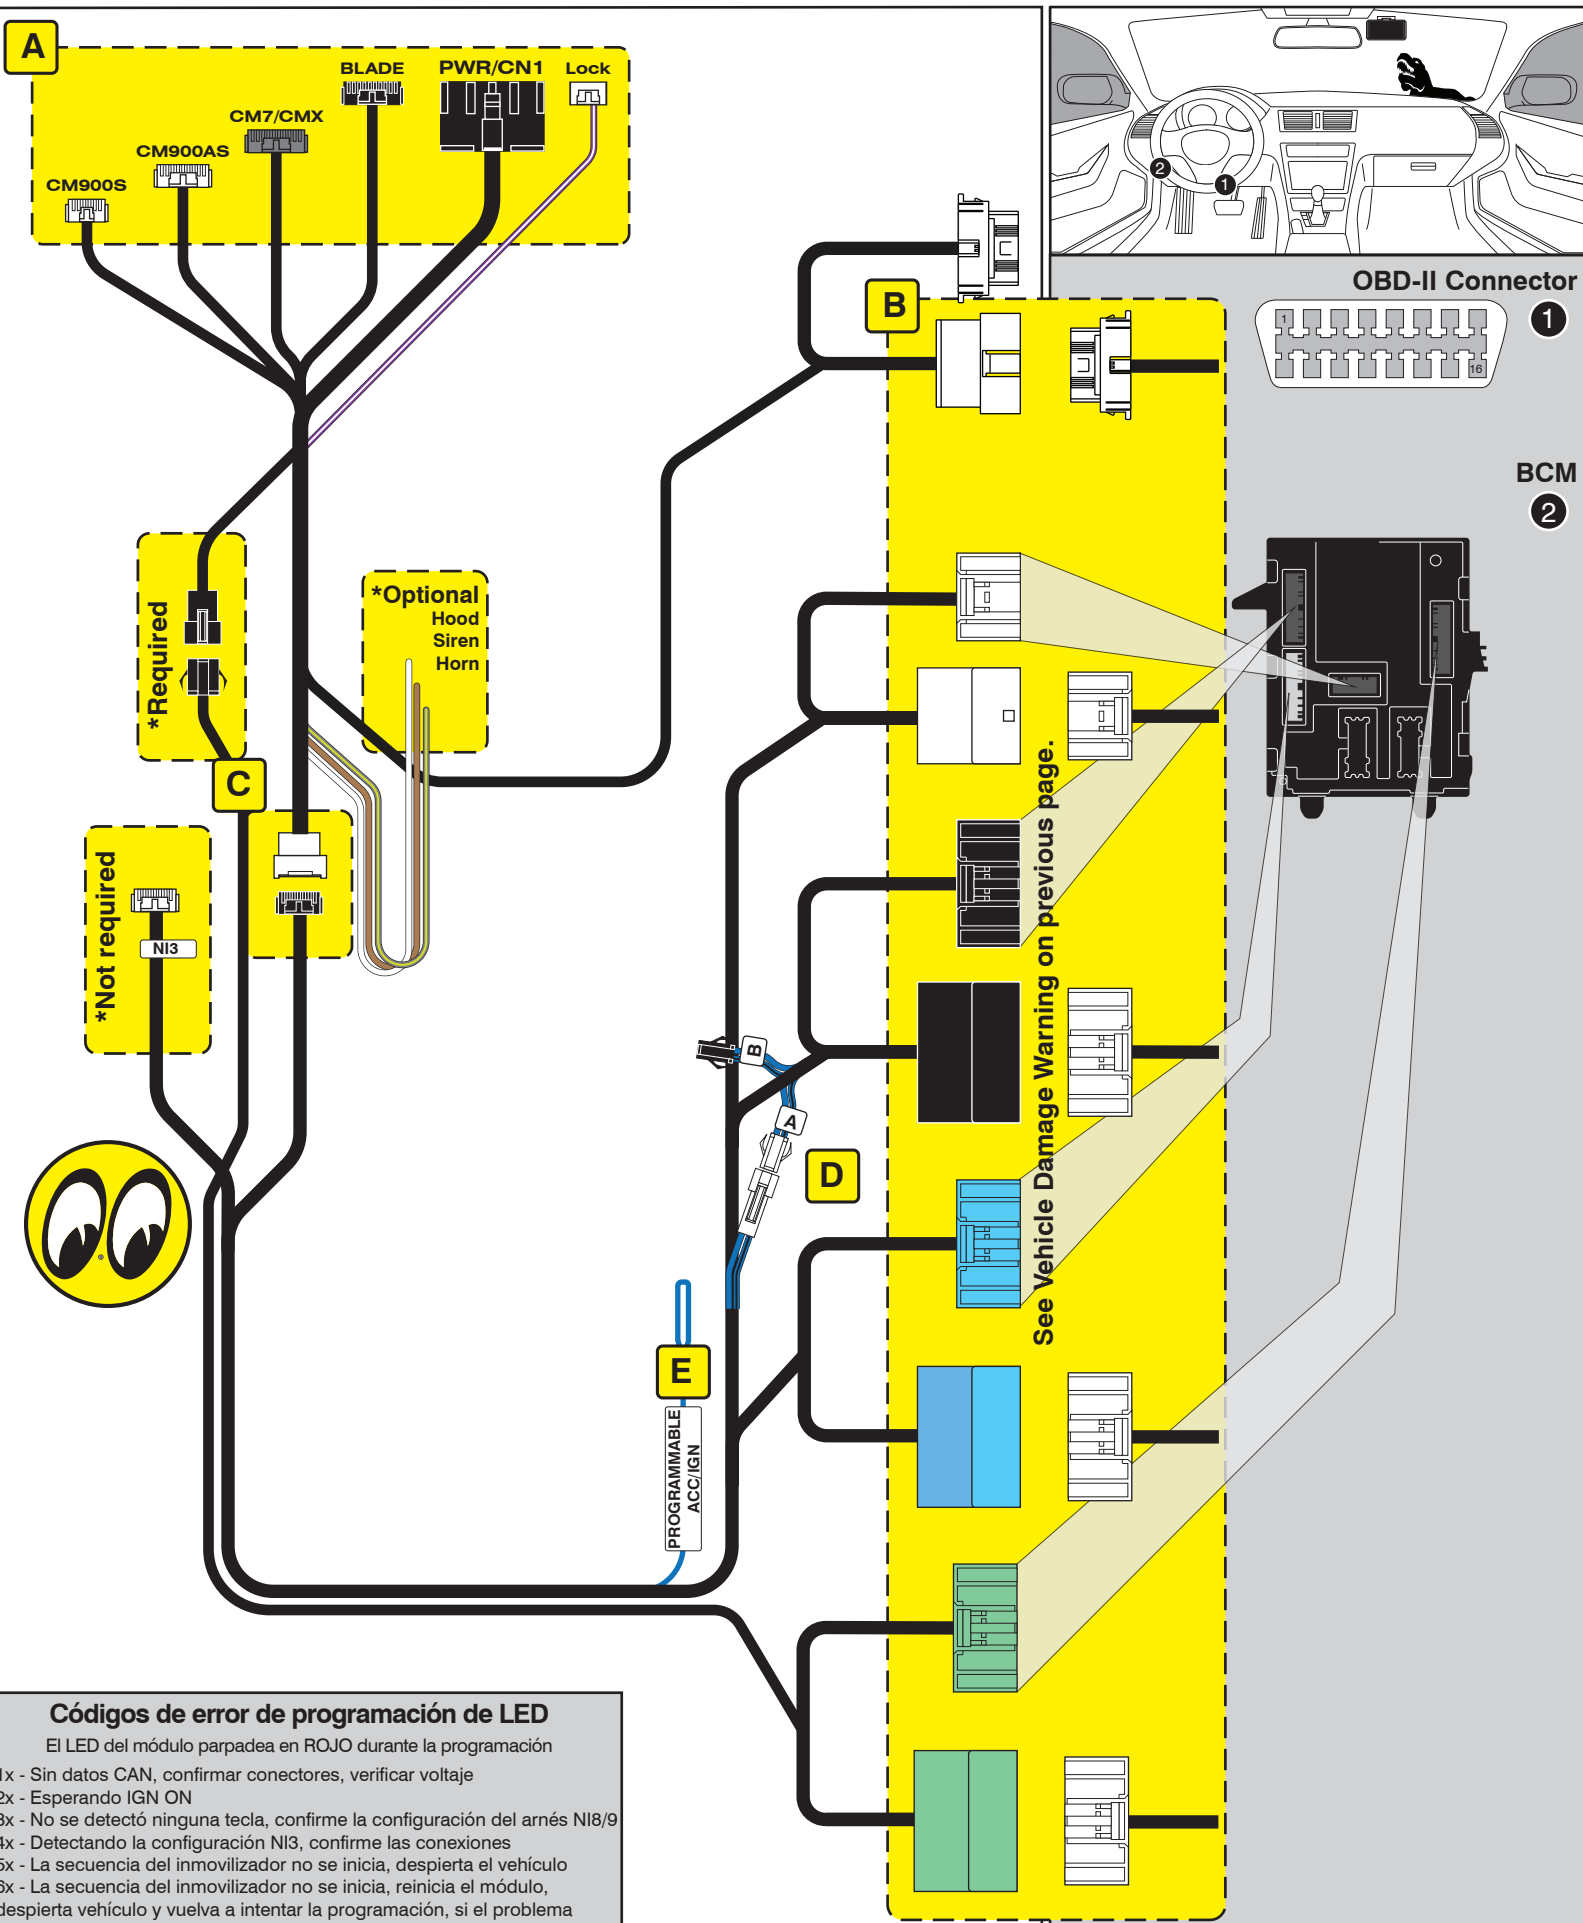 A
BLADE
PWR/CN1
Lock
CM7/CMX
CM900AS
CM900S
2
1
OBD-II Connector
1
1
16
B
BCM
2
*Required
*Optional
Hood
Siren
Horn
C
*Not required
NI3
See Vehicle Damage Warning on previous page.
B
A
D
E
PROGRAMMABLE
ACC/IGN
Códigos de error de programación de LED
El LED del módulo parpadea en ROJO durante la programación
1x - Sin datos CAN, confirmar conectores, verificar voltaje
2x - Esperando IGN ON
3x - No se detectó ninguna tecla, confirme la configuración del arnés NI8/9
4x - Detectando la configuración NI3, confirme las conexiones
5x - La secuencia del inmovilizador no se inicia, despierta el vehículo
6x - La secuencia del inmovilizador no se inicia, reinicia el módulo,
despierta vehículo y vuelva a intentar la programación, si el problema